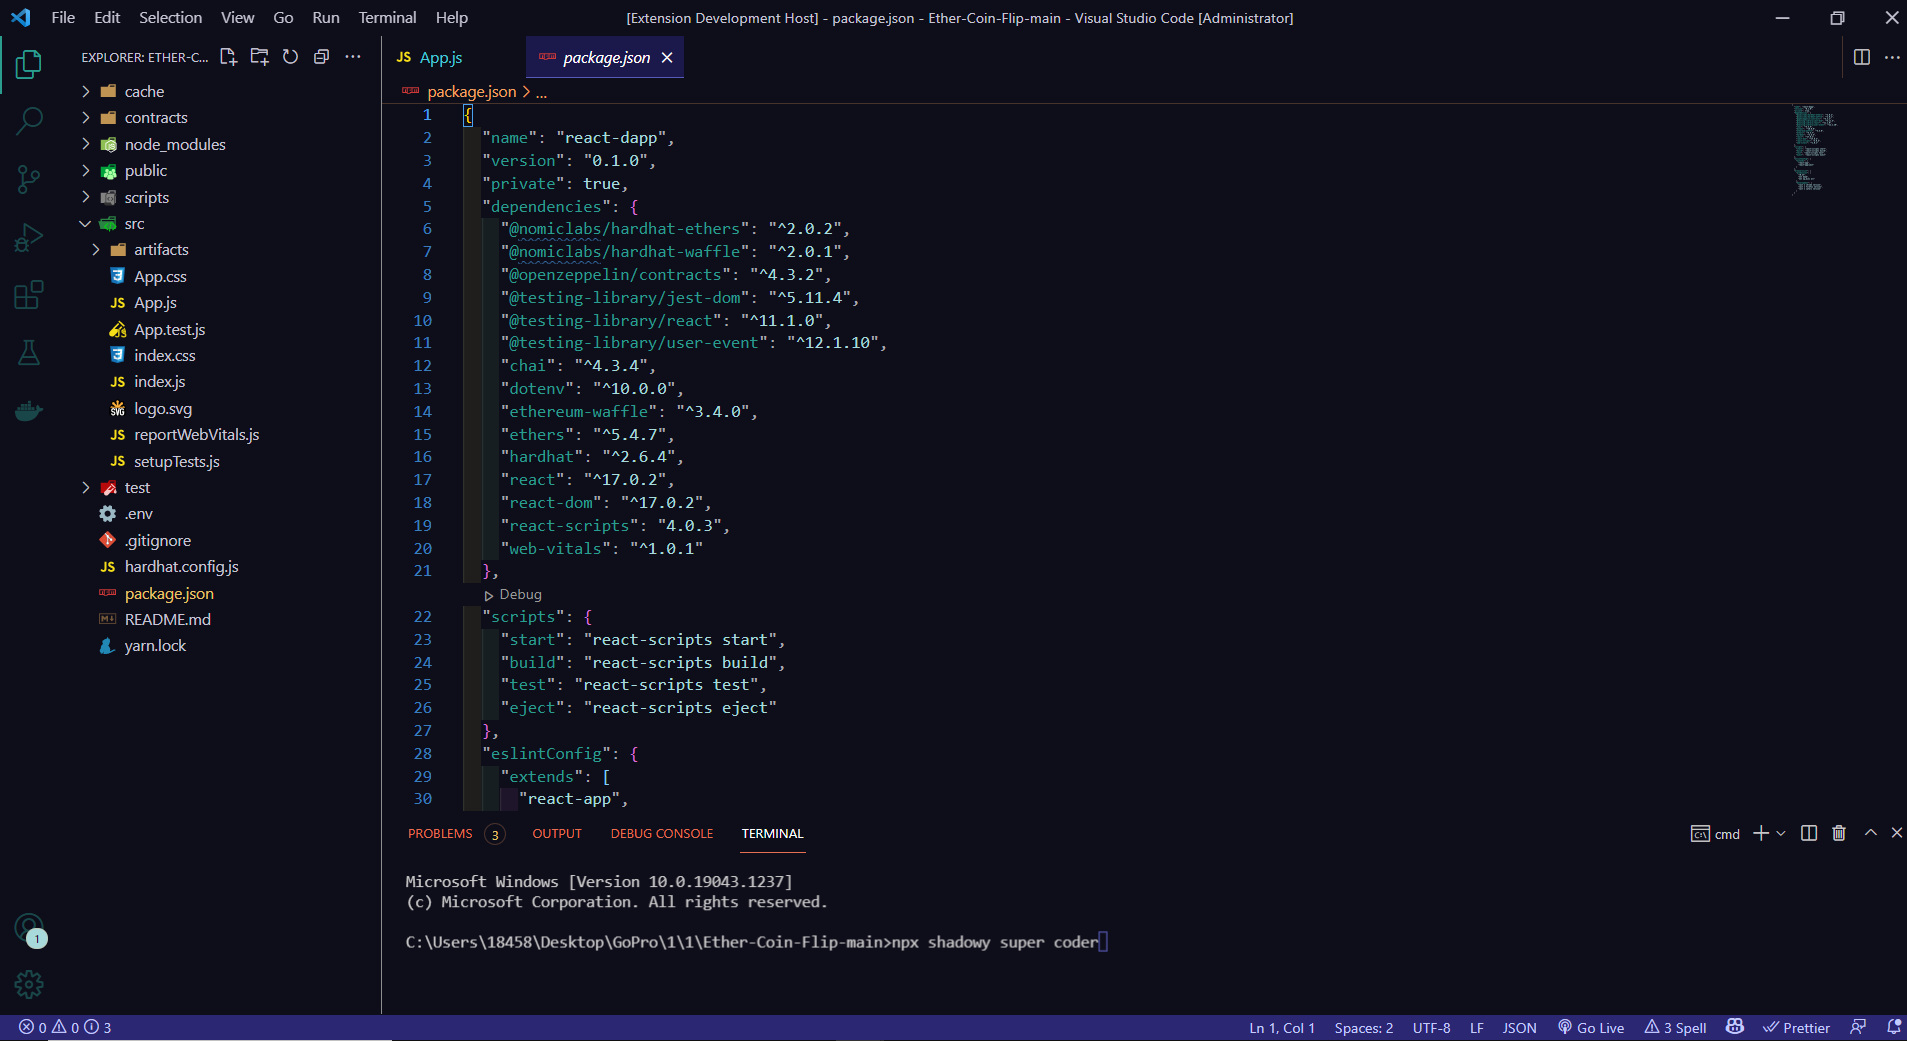 File Edit Selection View Go Run Terminal Help
[Extension Development Host] - package.json - Ether-Coin-Flip-main - Visual Studio Code [Administrator]
EXPLORER: ETHER-C...
cache
contracts
node_modules
public
scripts
src
artifacts
App.css
JS App.js
App.test.js
index.css
JS index.js
SVG logo.svg
JS reportWebVitals.js
JS setupTests.js
test
.env
.gitignore
JS hardhat.config.js
package.json
README.md
yarn.lock
1
JS App.js
package.json
package.json > ...
1 {
2 "name": "react-dapp",
3 "version": "0.1.0",
4 "private": true,
5 "dependencies": {
6 "@nomiclabs/hardhat-ethers": "^2.0.2",
7 "@nomiclabs/hardhat-waffle": "^2.0.1",
8 "@openzeppelin/contracts": "^4.3.2",
9 "@testing-library/jest-dom": "^5.11.4",
10 "@testing-library/react": "^11.1.0",
11 "@testing-library/user-event": "^12.1.10",
12 "chai": "^4.3.4",
13 "dotenv": "^10.0.0",
14 "ethereum-waffle": "^3.4.0",
15 "ethers": "^5.4.7",
16 "hardhat": "^2.6.4",
17 "react": "^17.0.2",
18 "react-dom": "^17.0.2",
19 "react-scripts": "4.0.3",
20 "web-vitals": "^1.0.1"
21 },
Debug
22 "scripts": {
23 "start": "react-scripts start",
24 "build": "react-scripts build",
25 "test": "react-scripts test",
26 "eject": "react-scripts eject"
27 },
28 "eslintConfig": {
29 "extends": [
30 "react-app",
PROBLEMS 3 OUTPUT DEBUG CONSOLE TERMINAL
cmd
Microsoft Windows [Version 10.0.19043.1237]
(c) Microsoft Corporation. All rights reserved.
C:\Users\18458\Desktop\GoPro\1\1\Ether-Coin-Flip-main>npx shadowy super coder
0 0 3
Ln 1, Col 1 Spaces: 2 UTF-8 LF JSON Go Live 3 Spell Prettier